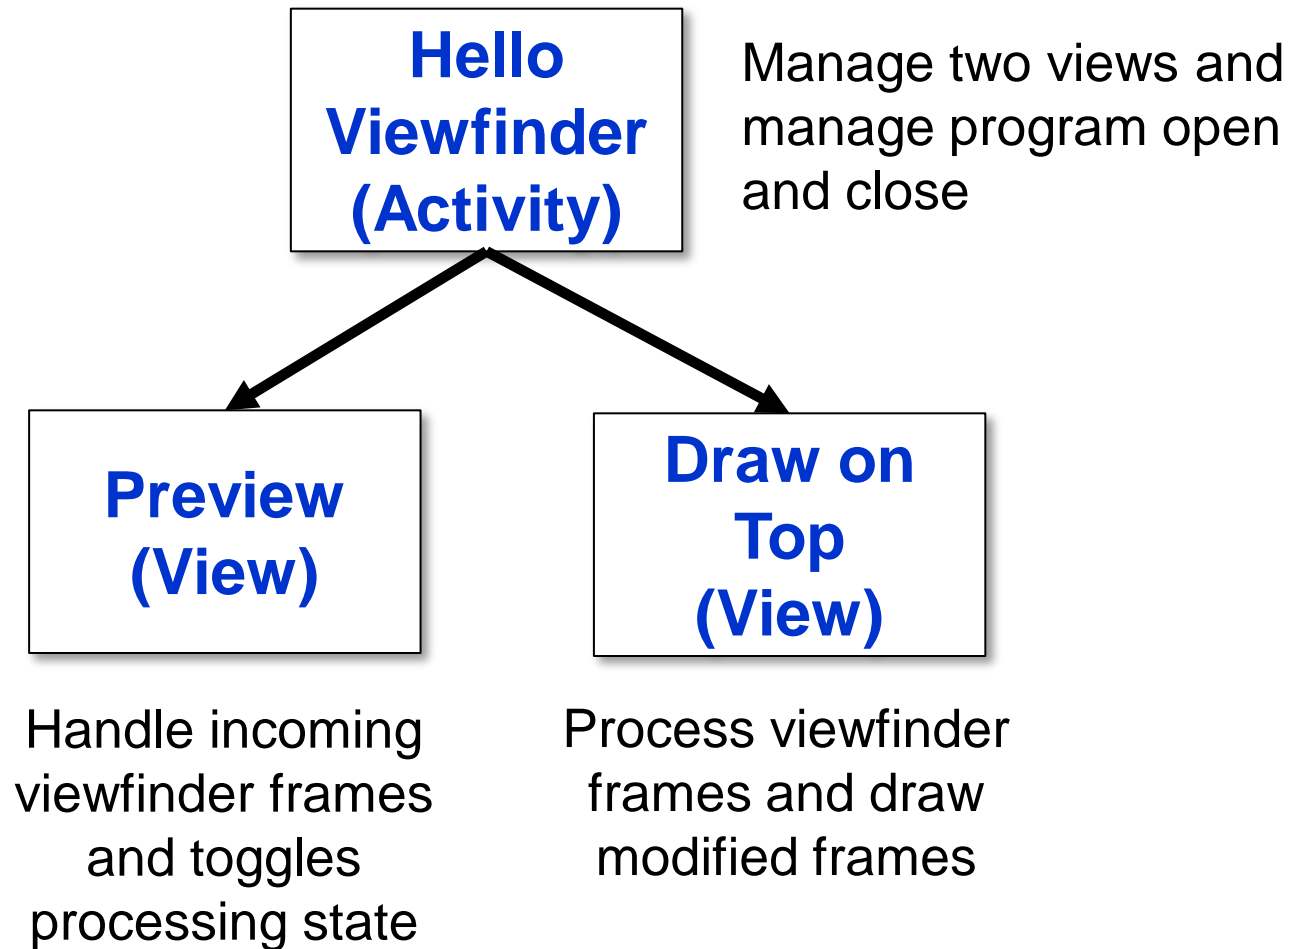 Hello
Viewfinder
(Activity)
Manage two views and
manage program open
and close
Preview
(View)
Draw on
Top
(View)
Handle incoming
viewfinder frames
and toggles
processing state
Process viewfinder
frames and draw
modified frames